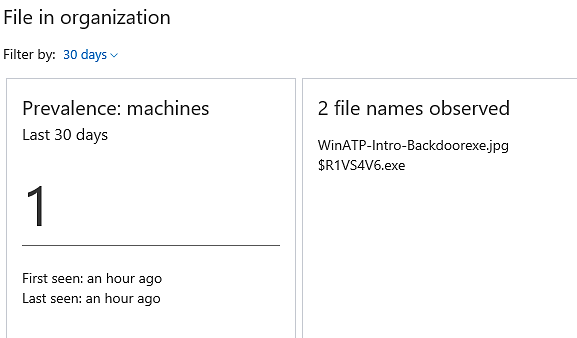 File in organization
Filter by: 30 days
Prevalence: machines
Last 30 days
1
First seen: an hour ago
Last seen: an hour ago
2 file names observed
WinATP-Intro-Backdoorexe.jpg
$R1VS4V6.exe